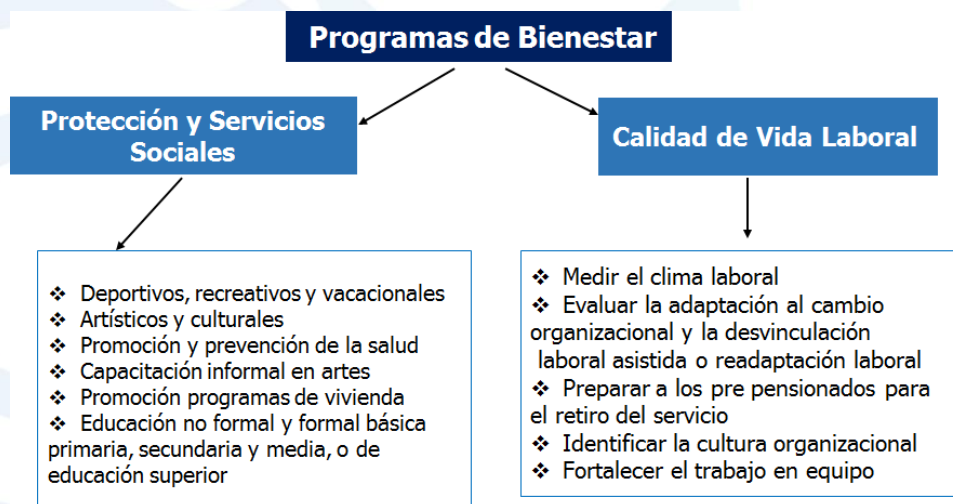 Programas de Bienestar
Protección y Servicios
Sociales
❖ Deportivos, recreativos y vacacionales
❖ Artísticos y culturales
❖ Promoción y prevención de la salud
❖ Capacitación informal en artes
❖ Promoción programas de vivienda
❖ Educación no formal y formal básica
primaria, secundaria y media, o de
educación superior
Calidad de Vida Laboral
❖ Medir el clima laboral
❖ Evaluar la adaptación al cambio
organizacional y la desvinculación
laboral asistida o readaptación laboral
❖ Preparar a los pre pensionados para
el retiro del servicio
❖ Identificar la cultura organizacional
❖ Fortalecer el trabajo en equipo